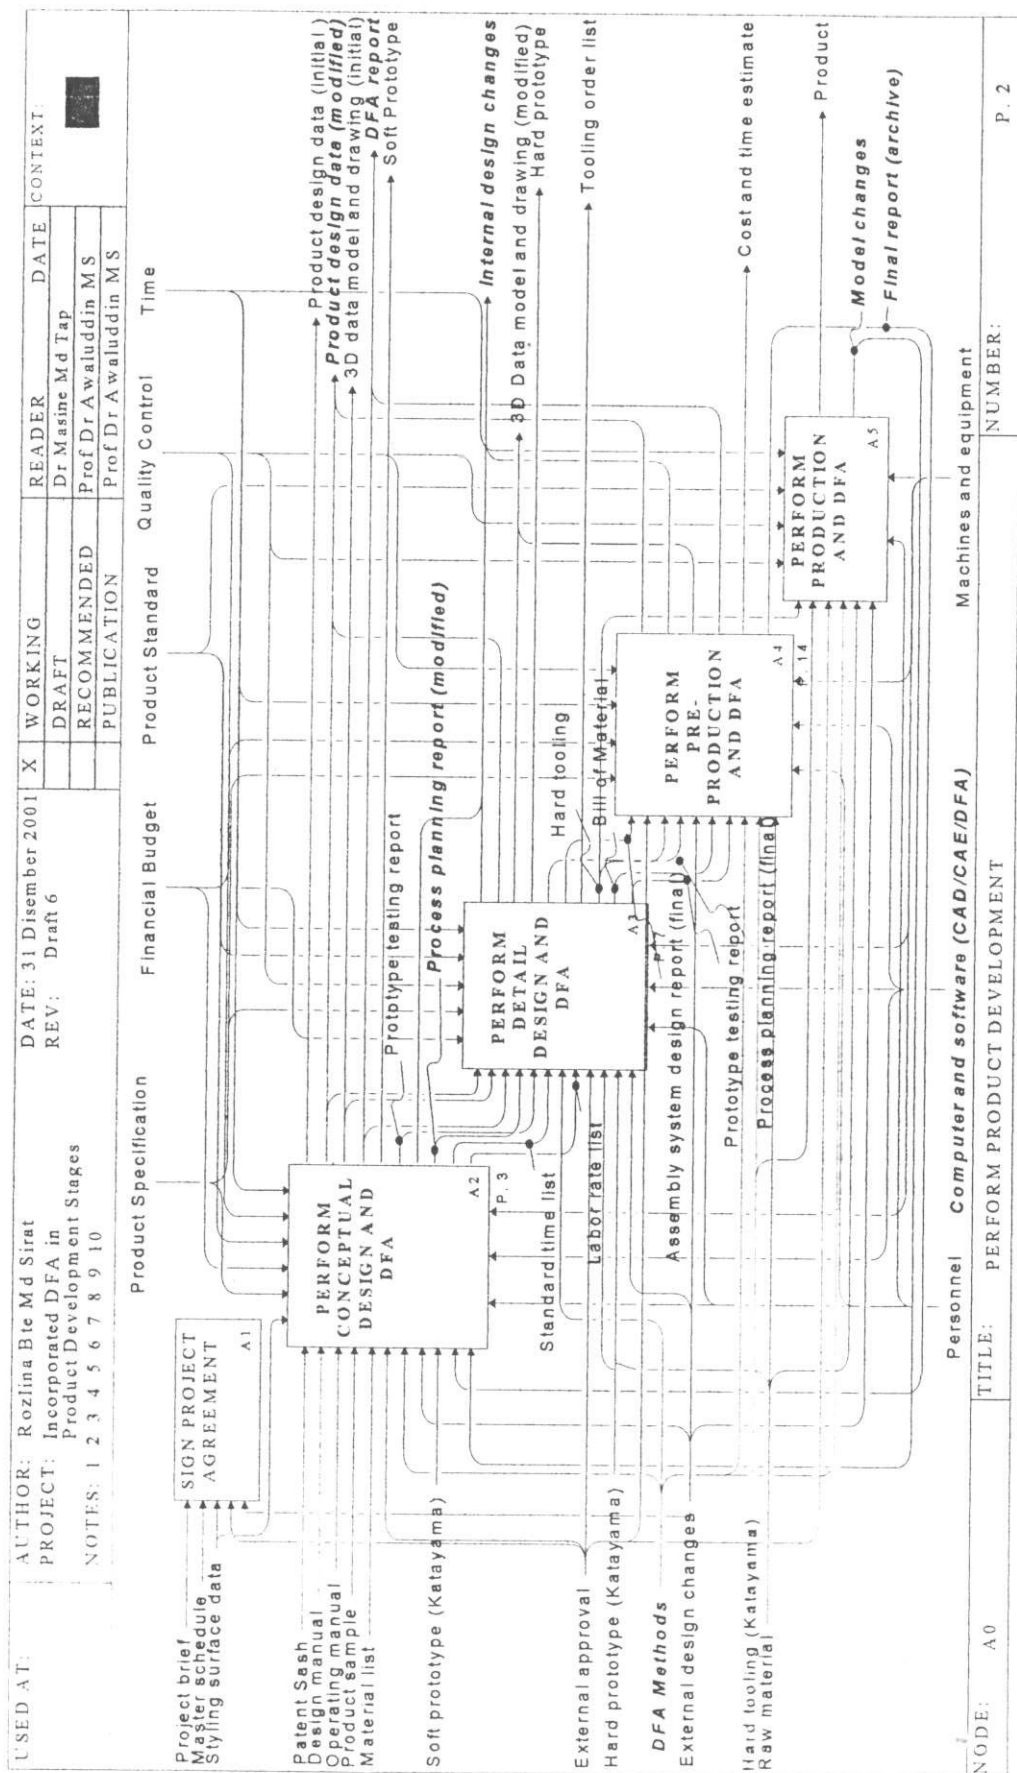 USED AT:
AUTHOR: Rozlina Bte Md Sirat
DATE: 31 Disember 2001
PROJECT: Incorporated DFA in
Product Development Stages
REV: Draft 6
NOTES: 1 2 3 4 5 6 7 8 9 10
X
WORKING
DRAFT
RECOMMENDED
PUBLICATION
READER
DATE
Dr Masine Md Tap
Prof Dr Awaluddin MS
Prof Dr Awaluddin MS
CONTEXT:
Product Specification
Financial Budget
Product Standard
Quality Control
Time
Project brief
Master schedule
Styling surface data
SIGN PROJECT
AGREEMENT
A1
Patent Sash
Design manual
Operating manual
Product sample
Material list
Soft prototype (Katayama)
External approval
Hard prototype (Katayama)
DFA Methods
External design changes
Hard tooling (Katayama)
Raw material
PERFORM
CONCEPTUAL
DESIGN AND
DFA
A2
P. 3
Prototype testing report
Process planning report (modified)
Standard time list
Labor rate list
PERFORM
DETAIL
DESIGN AND
DFA
A3
P. 7
Hard tooling
Bill of Material
Assembly system design report (final)
Prototype testing report
Process planning report (final)
PERFORM
PRE-
PRODUCTION
AND DFA
A4
P. 14
PERFORM
PRODUCTION
AND DFA
A5
Product design data (initial)
Product design data (modified)
3D data model and drawing (initial)
DFA report
Soft Prototype
Internal design changes
3D Data model and drawing (modified)
Hard prototype
Tooling order list
Cost and time estimate
Product
Model changes
Final report (archive)
Personnel
Computer and software (CAD/CAE/DFA)
Machines and equipment
NODE:
A0
TITLE:
PERFORM PRODUCT DEVELOPMENT
NUMBER:
P. 2